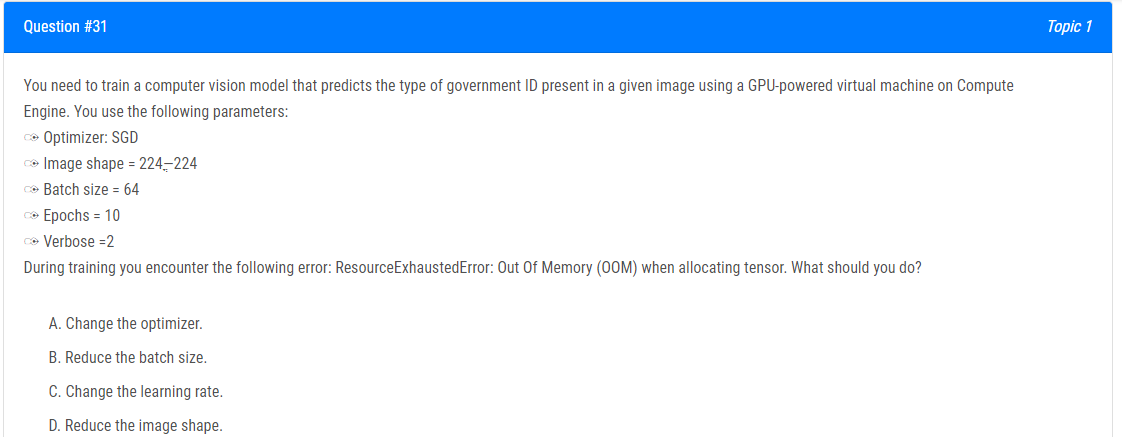 Question #31
Topic 1
You need to train a computer vision model that predicts the type of government ID present in a given image using a GPU-powered virtual machine on Compute
Engine. You use the following parameters:
Optimizer: SGD
Image shape = 224ֳ—224
Batch size = 64
Epochs = 10
Verbose =2
During training you encounter the following error: ResourceExhaustedError: Out Of Memory (OOM) when allocating tensor. What should you do?
A. Change the optimizer.
B. Reduce the batch size.
C. Change the learning rate.
D. Reduce the image shape.